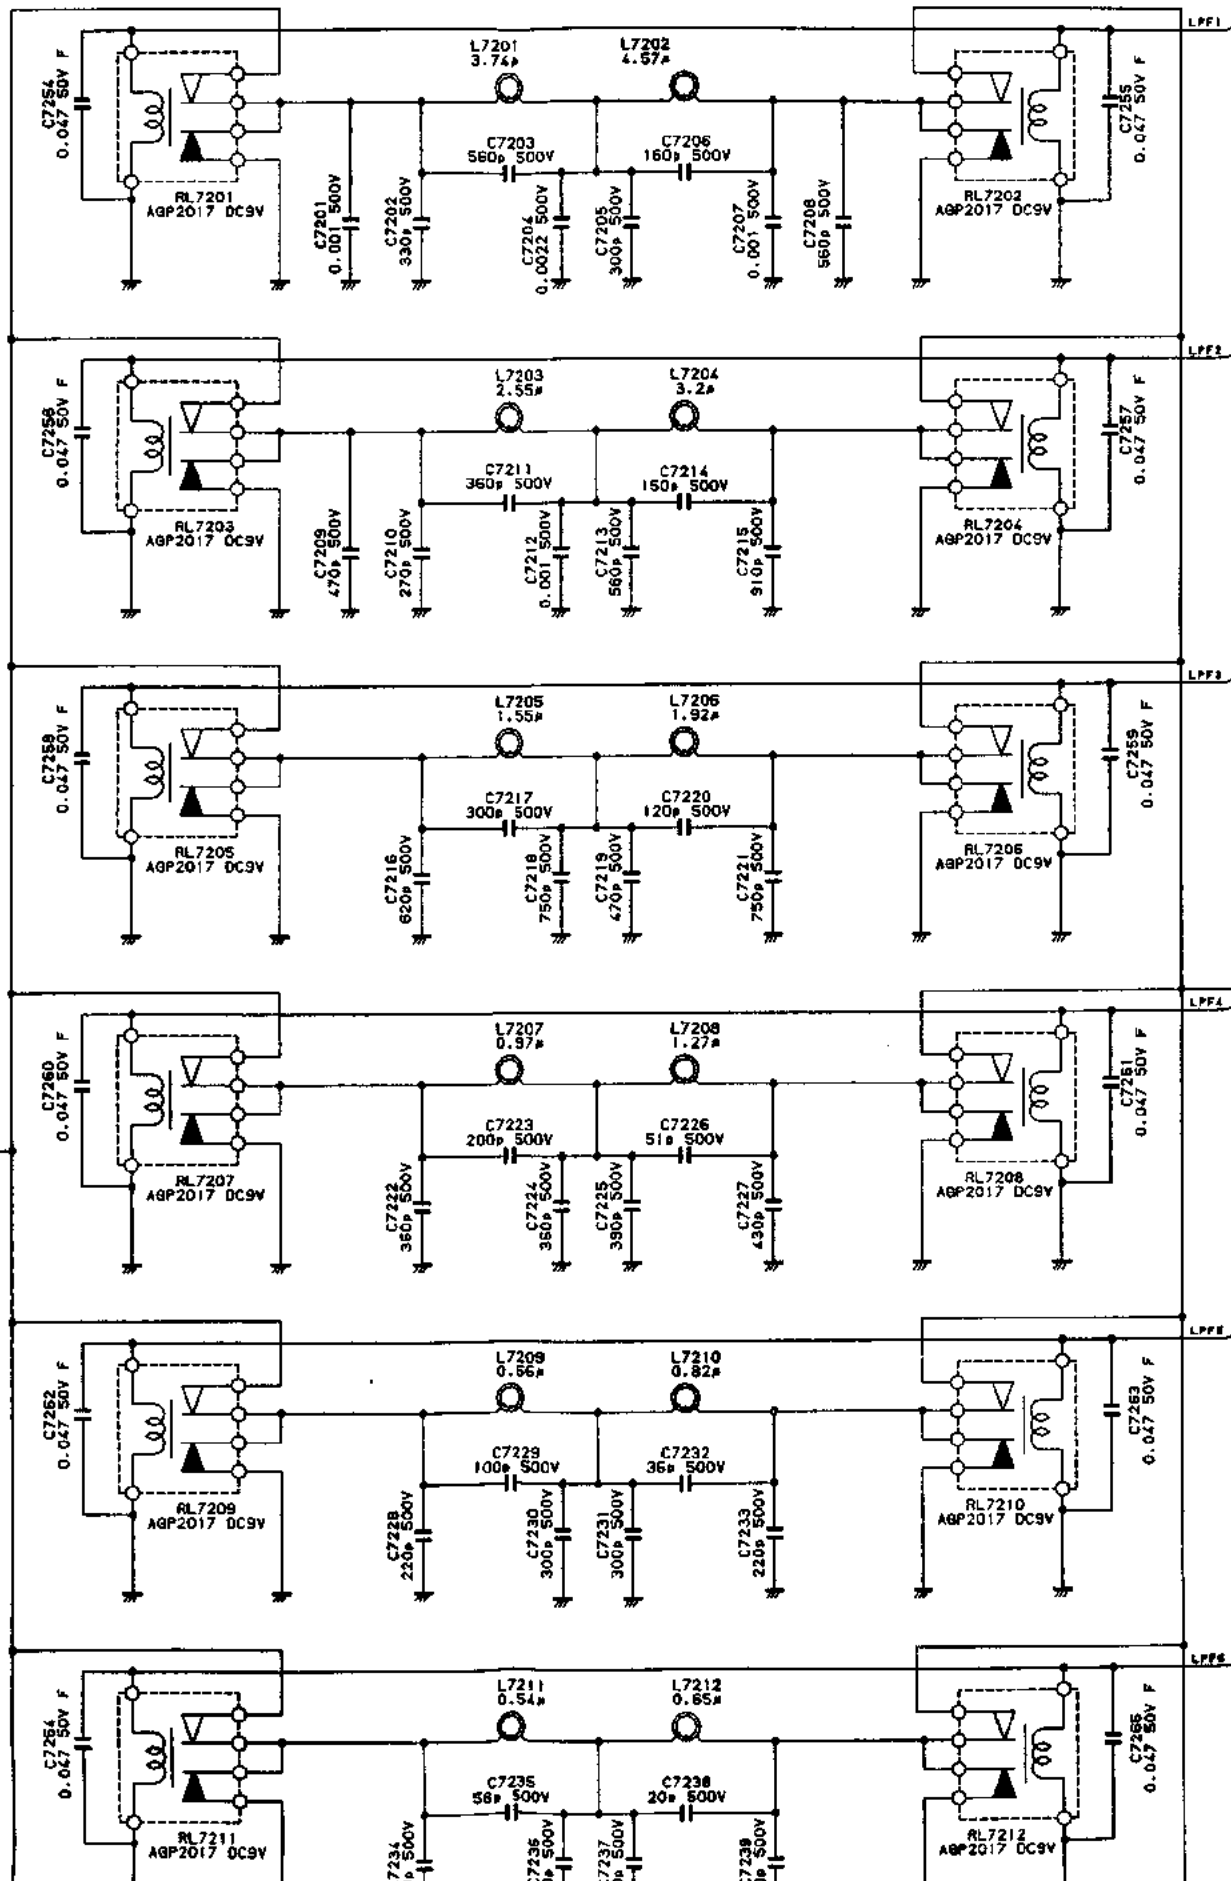 LPF1
L7201
3.74μ
L7202
4.57μ
C7254
0.047 50V F
C7203
560p 500V
C7206
160p 500V
C7255
0.047 50V F
RL7201
AGP2017 DC9V
C7201
0.001 500V
C7202
330p 500V
C7204
0.0022 500V
C7205
300p 500V
C7207
0.001 500V
C7208
560p 500V
RL7202
AGP2017 DC9V
LPF2
L7203
2.55μ
L7204
3.2μ
C7256
0.047 50V F
C7211
360p 500V
C7214
150p 500V
C7257
0.047 50V F
RL7203
AGP2017 DC9V
C7209
470p 500V
C7210
270p 500V
C7212
0.001 500V
C7213
560p 500V
C7215
910p 500V
RL7204
AGP2017 DC9V
LPF3
L7205
1.55μ
L7206
1.92μ
C7258
0.047 50V F
C7217
300p 500V
C7220
120p 500V
C7259
0.047 50V F
RL7205
AGP2017 DC9V
C7216
620p 500V
C7218
750p 500V
C7219
470p 500V
C7221
750p 500V
RL7206
AGP2017 DC9V
LPF4
L7207
0.97μ
L7208
1.27μ
C7260
0.047 50V F
C7223
200p 500V
C7226
51p 500V
C7261
0.047 50V F
RL7207
AGP2017 DC9V
C7222
360p 500V
C7224
360p 500V
C7225
390p 500V
C7227
430p 500V
RL7208
AGP2017 DC9V
LPF5
L7209
0.56μ
L7210
0.82μ
C7262
0.047 50V F
C7229
100p 500V
C7232
36p 500V
C7263
0.047 50V F
RL7209
AGP2017 DC9V
C7228
220p 500V
C7230
300p 500V
C7231
300p 500V
C7233
220p 500V
RL7210
AGP2017 DC9V
LPF6
L7211
0.54μ
L7212
0.65μ
C7264
0.047 50V F
C7235
56p 500V
C7238
20p 500V
C7265
0.047 50V F
RL7211
AGP2017 DC9V
7234
p 500V
7236
p 500V
7237
p 500V
7239
p 500V
RL7212
AGP2017 DC9V